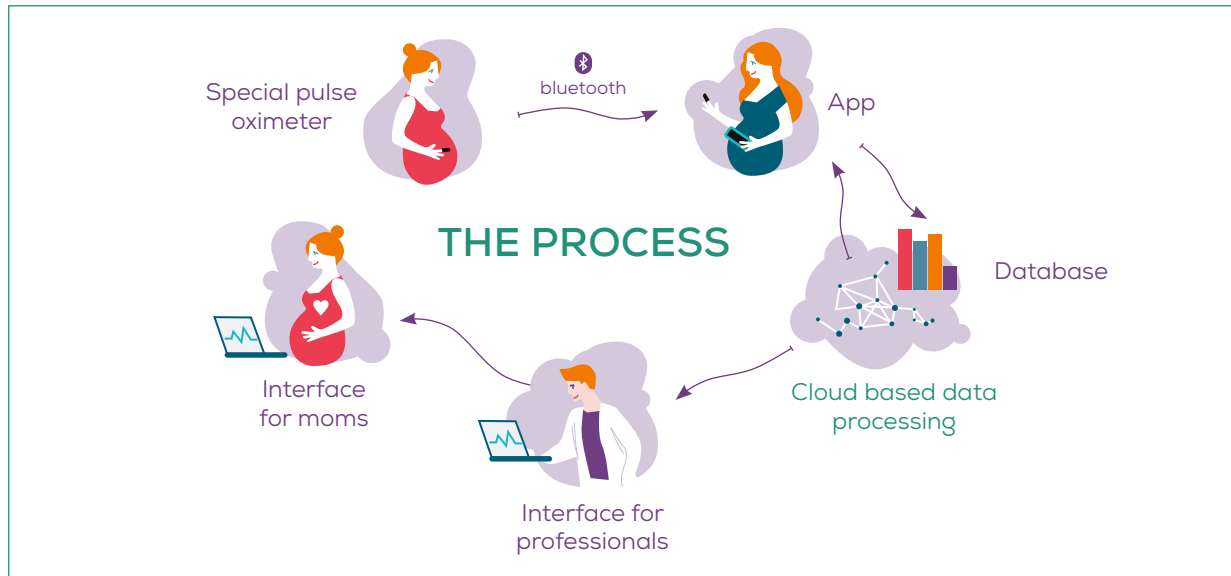 Special pulse
oximeter
bluetooth
App
THE PROCESS
Database
Interface
for moms
Cloud based data
processing
Interface for
professionals